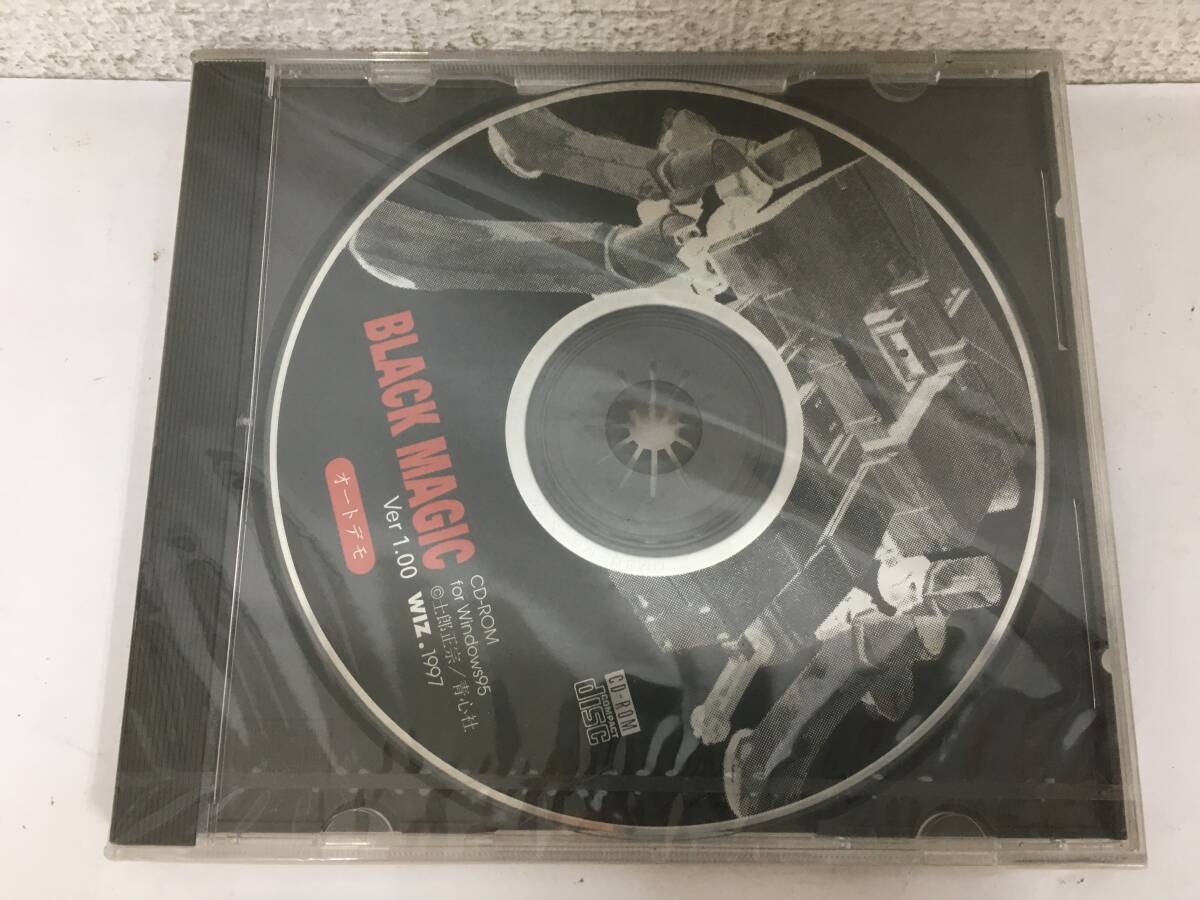 BLACK MAGIC
CD-ROM
for Windows95
Ver 1.00
©士郎正宗/青心社
オートデモ
WIZ. 1997
CD-ROM
COMPACT
disc